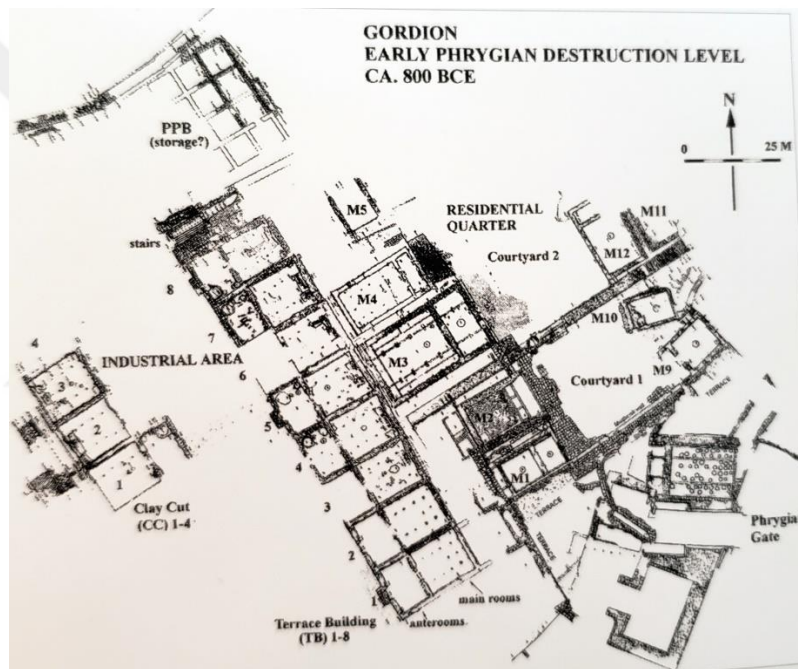 GORDION
EARLY PHRYGIAN DESTRUCTION LEVEL
CA. 800 BCE
N
0 25 M
PPB
(storage?)
stairs
M5
RESIDENTIAL
QUARTER
Courtyard 2
M11
M12
8
M4
M10
7
M3
M9
INDUSTRIAL AREA
Courtyard 1
TERRACE
4
3
6
2
5
M2
1
4
M1
Clay Cut
(CC) 1-4
3
TERRACE
TERRACE
Phrygian
Gate
2
1
main rooms
anterooms
Terrace Building
(TB) 1-8